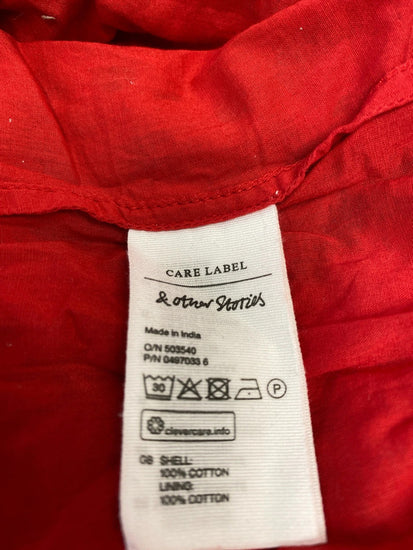 CARE LABEL
& other Stories
Made in India
O/N 503540
P/N 0497033 6
30 P
clevercare.info
GB SHELL:
100% COTTON
LINING:
100% COTTON